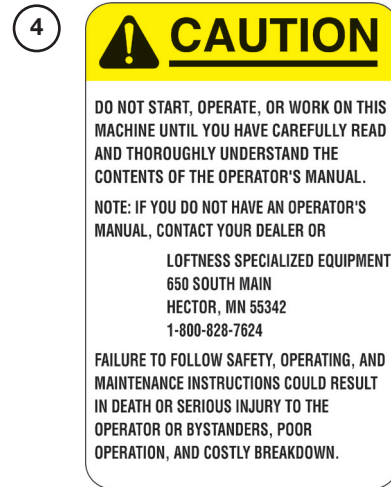 4
CAUTION
DO NOT START, OPERATE, OR WORK ON THIS
MACHINE UNTIL YOU HAVE CAREFULLY READ
AND THOROUGHLY UNDERSTAND THE
CONTENTS OF THE OPERATOR'S MANUAL.
NOTE: IF YOU DO NOT HAVE AN OPERATOR'S
MANUAL, CONTACT YOUR DEALER OR
LOFTNESS SPECIALIZED EQUIPMENT
650 SOUTH MAIN
HECTOR, MN 55342
1-800-828-7624
FAILURE TO FOLLOW SAFETY, OPERATING, AND
MAINTENANCE INSTRUCTIONS COULD RESULT
IN DEATH OR SERIOUS INJURY TO THE
OPERATOR OR BYSTANDERS, POOR
OPERATION, AND COSTLY BREAKDOWN.